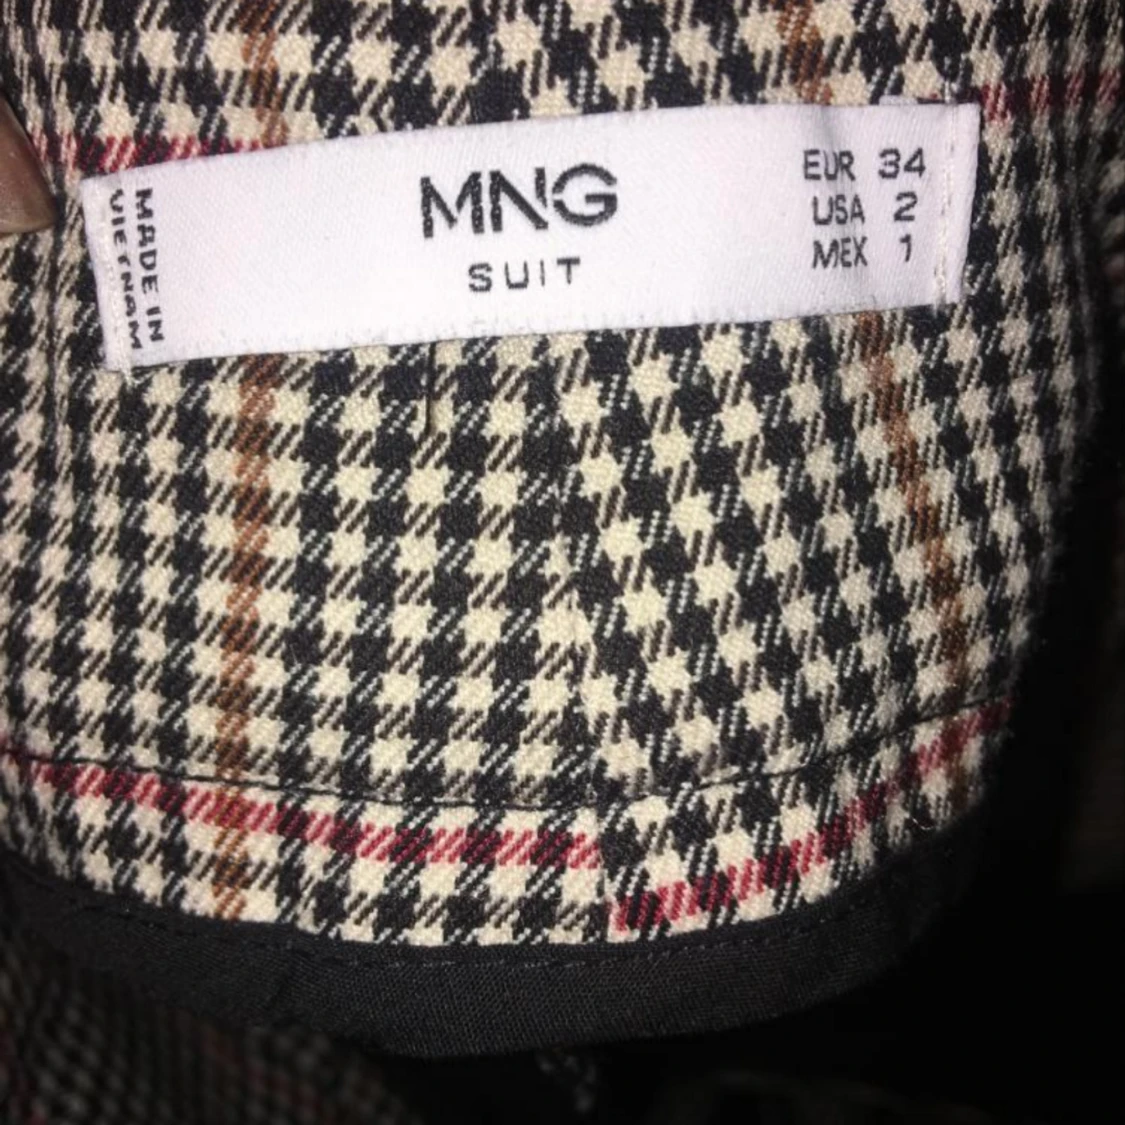 MADE IN
VIETNAM
MNG
SUIT
EUR 34
USA 2
MEX 1